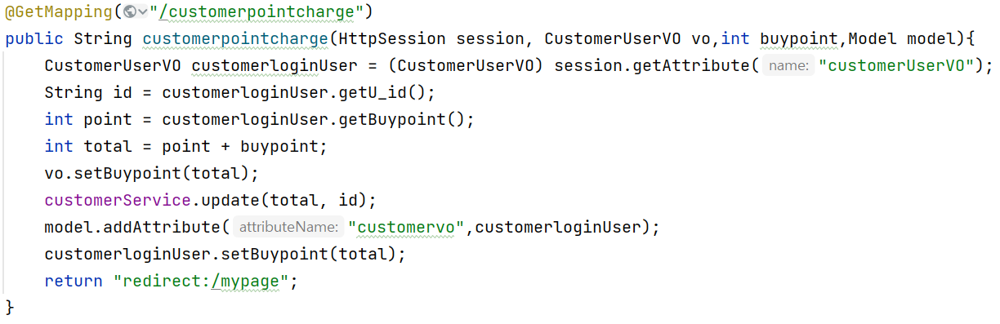 @GetMapping("/customerpointcharge")
public String customerpointcharge(HttpSession session, CustomerUserVO vo,int buypoint,Model model){
    CustomerUserVO customerloginUser = (CustomerUserVO) session.getAttribute( name: "customerUserVO");
    String id = customerloginUser.getU_id();
    int point = customerloginUser.getBuypoint();
    int total = point + buypoint;
    vo.setBuypoint(total);
    customerService.update(total, id);
    model.addAttribute( attributeName: "customervo",customerloginUser);
    customerloginUser.setBuypoint(total);
    return "redirect:/mypage";
}